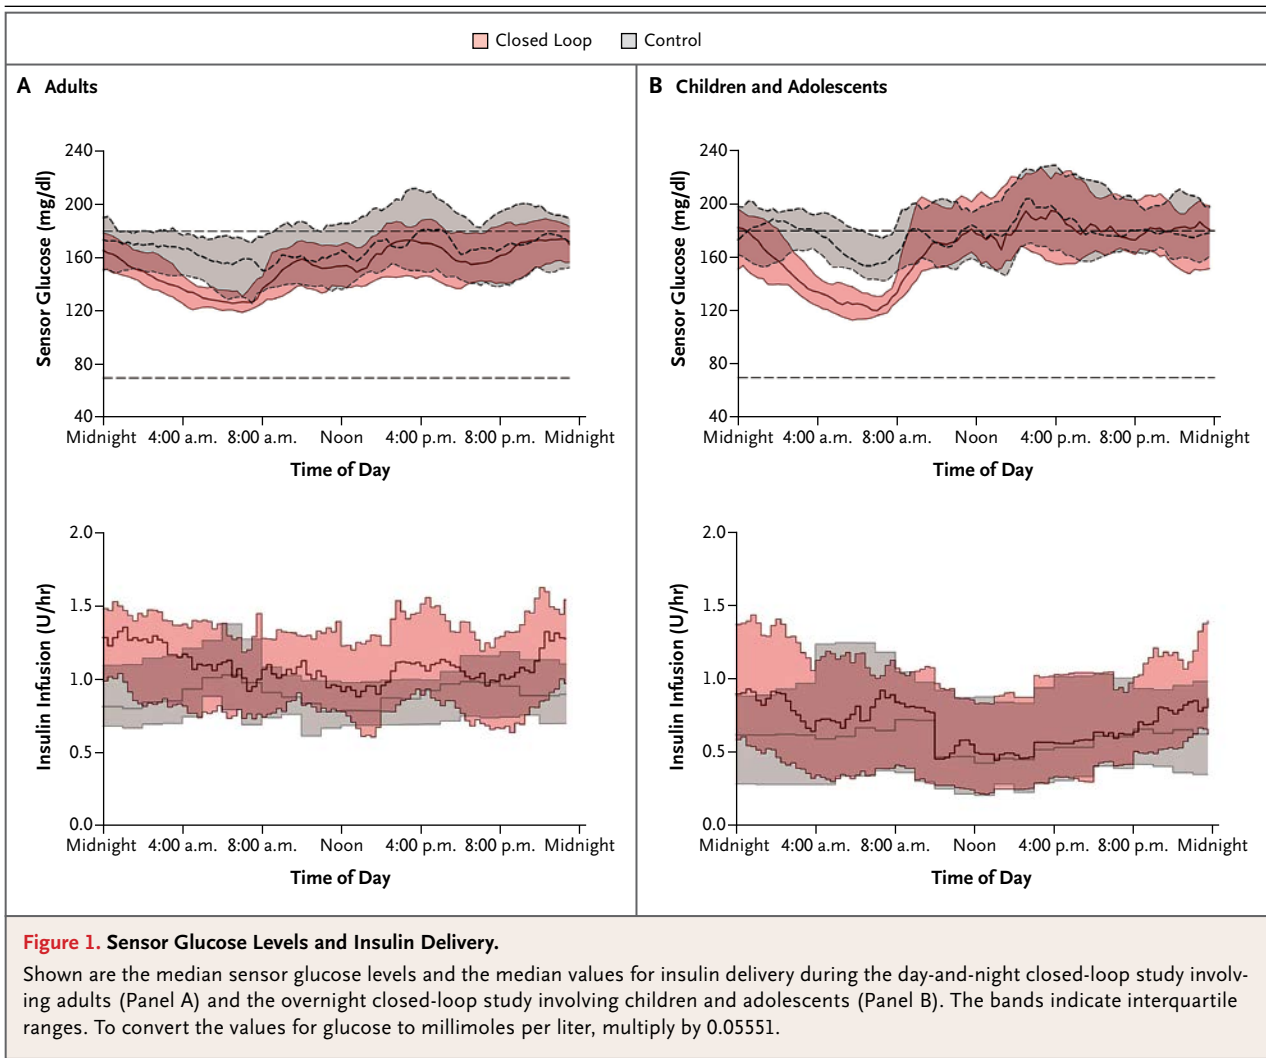 Closed Loop Control
A Adults
Sensor Glucose (mg/dl)
240
200
160
120
80
40
Midnight 4:00 a.m. 8:00 a.m. Noon 4:00 p.m. 8:00 p.m. Midnight
Time of Day
Insulin Infusion (U/hr)
2.0
1.5
1.0
0.5
0.0
Midnight 4:00 a.m. 8:00 a.m. Noon 4:00 p.m. 8:00 p.m. Midnight
Time of Day
B Children and Adolescents
Sensor Glucose (mg/dl)
240
200
160
120
80
40
Midnight 4:00 a.m. 8:00 a.m. Noon 4:00 p.m. 8:00 p.m. Midnight
Time of Day
Insulin Infusion (U/hr)
2.0
1.5
1.0
0.5
0.0
Midnight 4:00 a.m. 8:00 a.m. Noon 4:00 p.m. 8:00 p.m. Midnight
Time of Day
Figure 1. Sensor Glucose Levels and Insulin Delivery.
Shown are the median sensor glucose levels and the median values for insulin delivery during the day-and-night closed-loop study involv-
ing adults (Panel A) and the overnight closed-loop study involving children and adolescents (Panel B). The bands indicate interquartile
ranges. To convert the values for glucose to millimoles per liter, multiply by 0.05551.